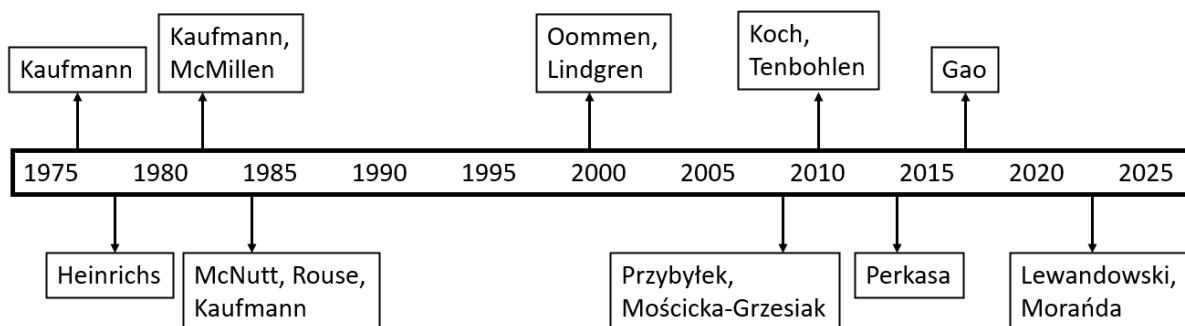 Kaufmann
Kaufmann,
McMillen
Oommen,
Lindgren
Koch,
Tenbohlen
Gao
1975 1980 1985 1990 1995 2000 2005 2010 2015 2020 2025
Heinrichs
McNutt, Rouse,
Kaufmann
Przybyłek,
Mościcka-Grzesiak
Perkasa
Lewandowski,
Morańda